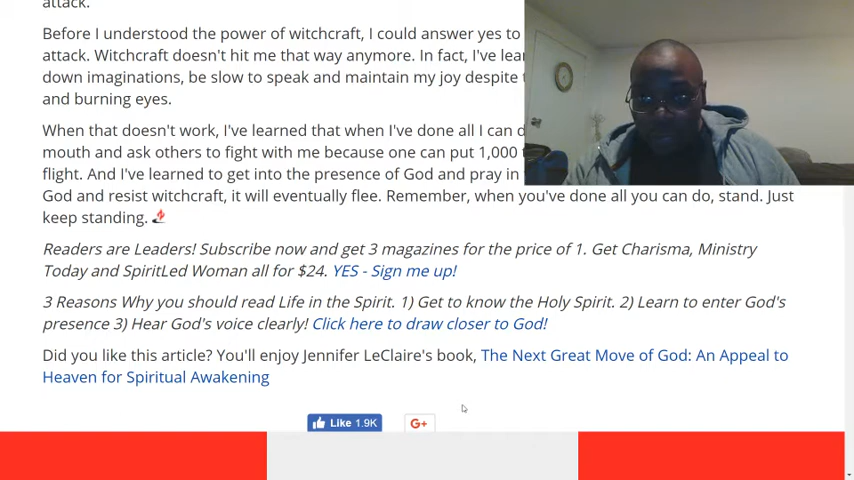 attack.
Before I understood the power of witchcraft, I could answer yes to
attack. Witchcraft doesn't hit me that way anymore. In fact, I've
down imaginations, be slow to speak and maintain my joy despite
and burning eyes.
When that doesn't work, I've learned that when I've done all I can
mouth and ask others to fight with me because one can put 1,000
flight. And I've learned to get into the presence of God and pray in
God and resist witchcraft, it will eventually flee. Remember, when you've done all you can do, stand. Just
keep standing.
Readers are Leaders! Subscribe now and get 3 magazines for the price of 1. Get Charisma, Ministry
Today and SpiritLed Woman all for $24. YES - Sign me up!
3 Reasons Why you should read Life in the Spirit. 1) Get to know the Holy Spirit. 2) Learn to enter God's
presence 3) Hear God's voice clearly! Click here to draw closer to God!
Did you like this article? You'll enjoy Jennifer LeClaire's book, The Next Great Move of God: An Appeal to
Heaven for Spiritual Awakening
Like 1.9K G+